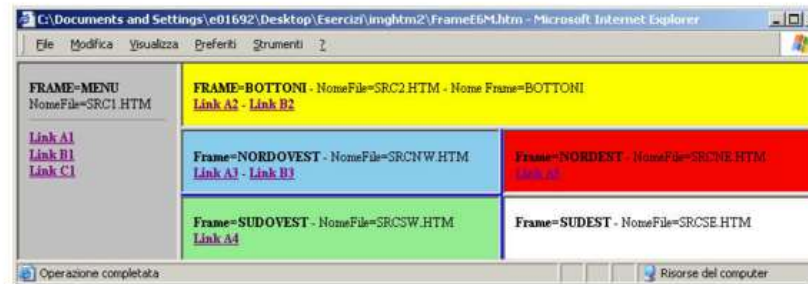 C:\Documents and Settings\e01692\Desktop\Esercizi\imghtm2\FrameE6M.htm - Microsoft Internet Explorer
File Modifica Visualizza Preferiti Strumenti ?
FRAME=MENU
NomeFile=SRC1.HTM
Link A1
Link B1
Link C1
FRAME=BOTTONI - NomeFile=SRC2.HTM - Nome Frame=BOTTONI
Link A2 - Link B2
Frame=NORDOVEST - NomeFile=SRCNW.HTM
Link A3 - Link B3
Frame=NORDEST - NomeFile=SRCNE.HTM
Link A5
Frame=SUDOVEST - NomeFile=SRCSW.HTM
Link A4
Frame=SUDEST - NomeFile=SRCSE.HTM
Operazione completata
Risorse del computer